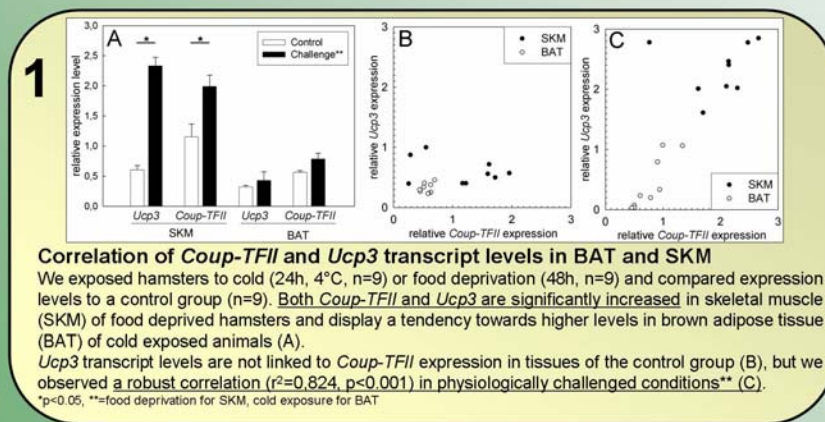 1
A
* *
Control
Challenge**
relative expression level
3,0
2,5
2,0
1,5
1,0
0,5
0,0
Ucp3 Coup-TFII Ucp3 Coup-TFII
SKM BAT
B
SKM
BAT
relative Ucp3 expression
3
2
1
0
0 1 2 3
relative Coup-TFII expression
C
relative Ucp3 expression
3
2
1
0
SKM
BAT
0 1 2 3
relative Coup-TFII expression
Correlation of Coup-TFII and Ucp3 transcript levels in BAT and SKM
We exposed hamsters to cold (24h, 4°C, n=9) or food deprivation (48h, n=9) and compared expression
levels to a control group (n=9). Both Coup-TFII and Ucp3 are significantly increased in skeletal muscle
(SKM) of food deprived hamsters and display a tendency towards higher levels in brown adipose tissue
(BAT) of cold exposed animals (A).
Ucp3 transcript levels are not linked to Coup-TFII expression in tissues of the control group (B), but we
observed a robust correlation (r²=0,824, p<0.001) in physiologically challenged conditions** (C).
*p<0.05, **=food deprivation for SKM, cold exposure for BAT